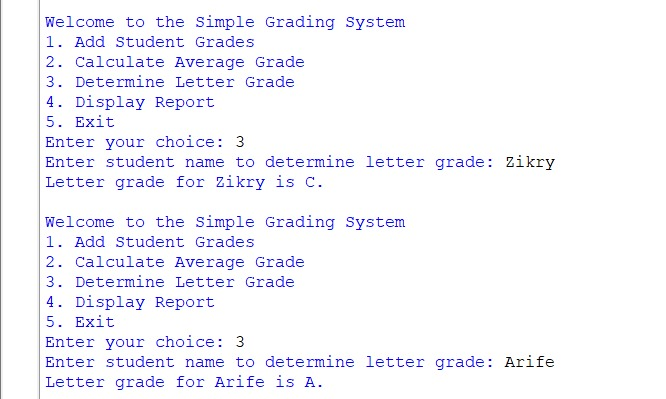 Welcome to the Simple Grading System
1. Add Student Grades
2. Calculate Average Grade
3. Determine Letter Grade
4. Display Report
5. Exit
Enter your choice: 3
Enter student name to determine letter grade: Zikry
Letter grade for Zikry is C.
Welcome to the Simple Grading System
1. Add Student Grades
2. Calculate Average Grade
3. Determine Letter Grade
4. Display Report
5. Exit
Enter your choice: 3
Enter student name to determine letter grade: Arife
Letter grade for Arife is A.